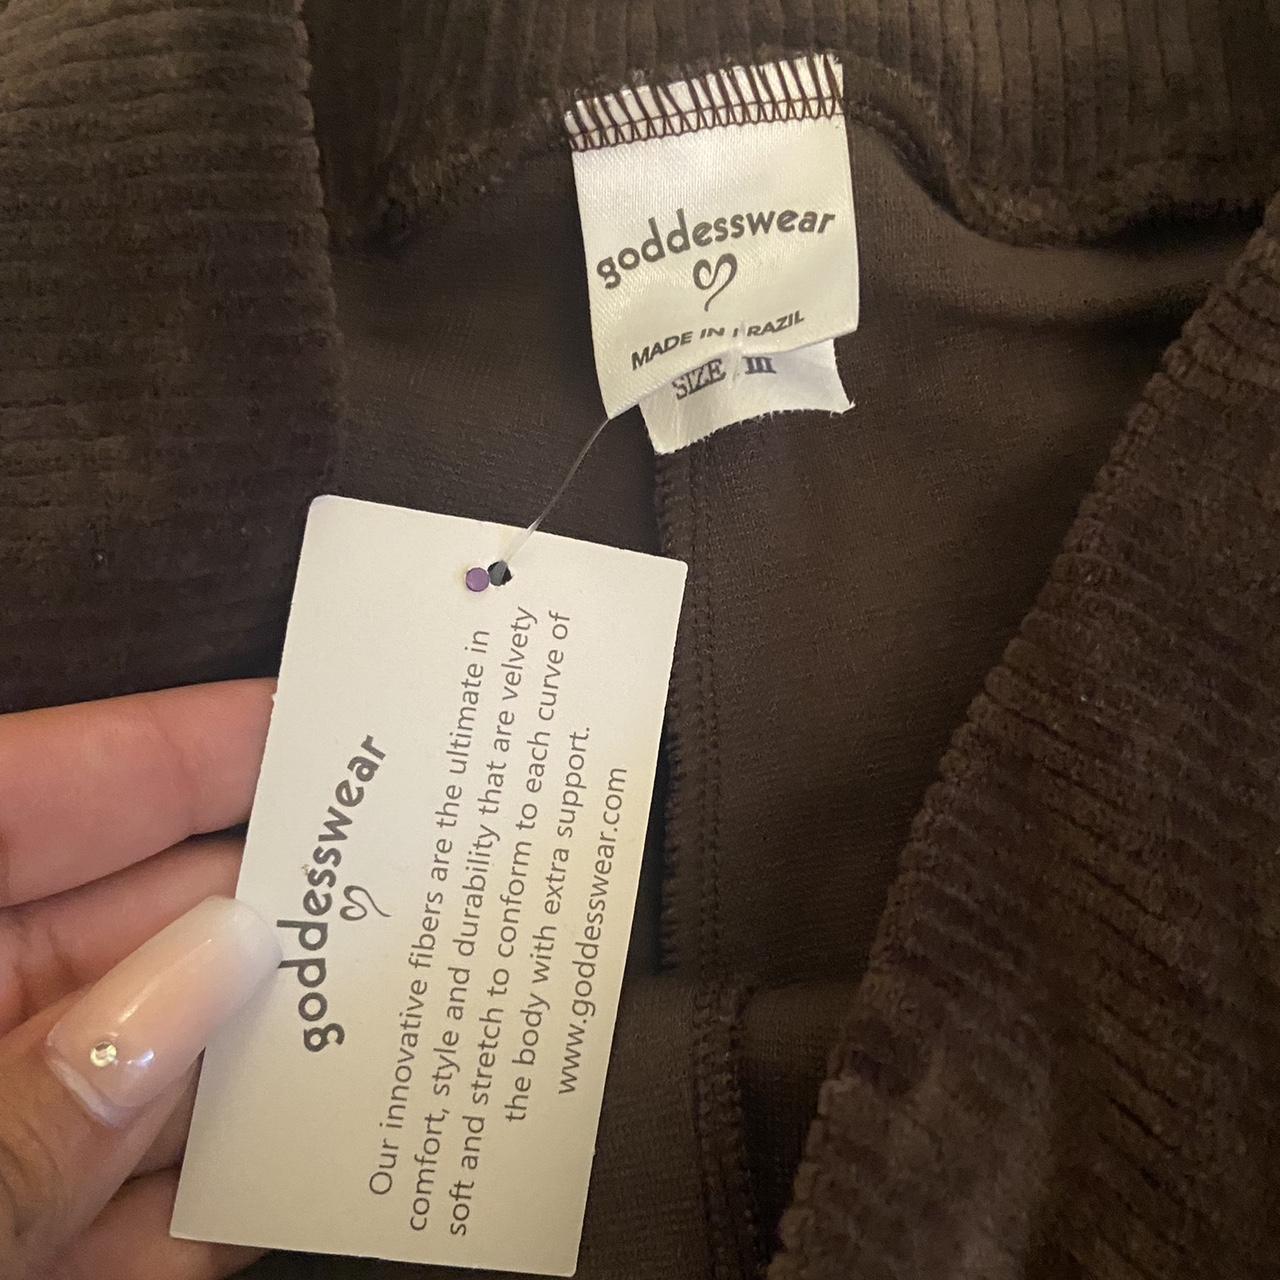 goddesswear
MADE IN BRAZIL
SIZE III
goddesswear
Our innovative fibers are the ultimate in
comfort, style and durability that are velvety
soft and stretch to conform to each curve of
the body with extra support.
www.goddesswear.com